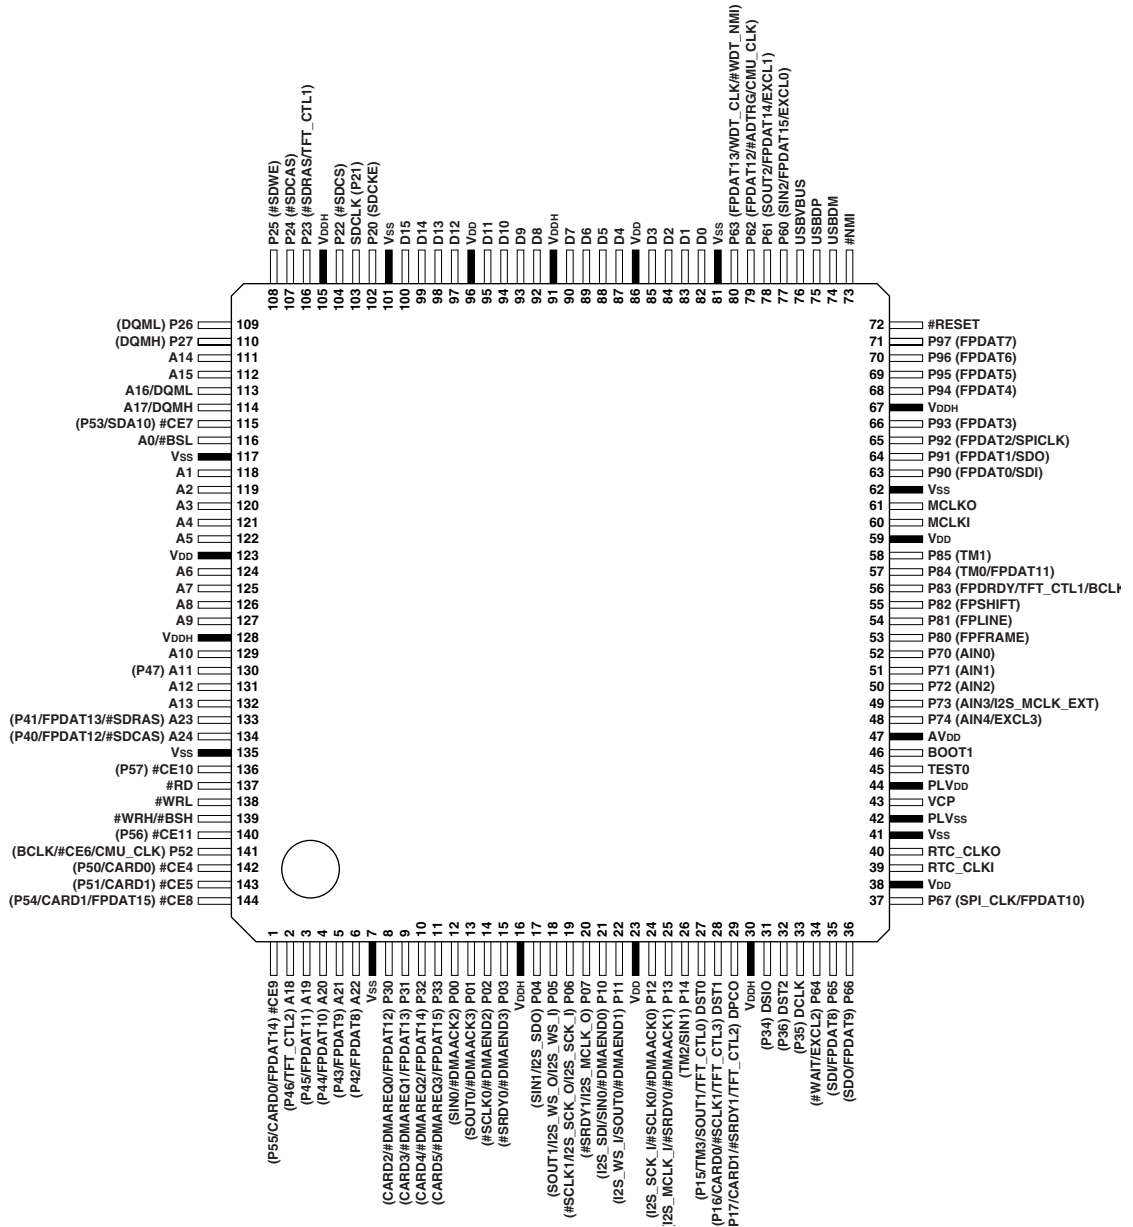 108 P25 (#SDWE)
107 P24 (#SDCAS)
106 P23 (#SDRAS/TFT_CTL1)
105 VDDH
104 P22 (#SDCS)
103 SDCLK (P21)
102 P20 (SDCKE)
101 VSS
100 D15
99 D14
98 D13
97 D12
96 VDD
95 D11
94 D10
93 D9
92 D8
91 VDDH
90 D7
89 D6
88 D5
87 D4
86 VDD
85 D3
84 D2
83 D1
82 D0
81 VSS
80 P63 (FPDAT13/WDT_CLK/#WDT_NMI)
79 P62 (FPDAT12/#ADTRG/CMU_CLK)
78 P61 (SOUT2/FPDAT14/EXCL1)
77 P60 (SIN2/FPDAT15/EXCL0)
76 USBVBUS
75 USBDP
74 USBDM
73 #NMI
(DQML) P26 109
(DQMH) P27 110
A14 111
A15 112
A16/DQML 113
A17/DQMH 114
(P53/SDA10) #CE7 115
A0/#BSL 116
VSS 117
A1 118
A2 119
A3 120
A4 121
A5 122
VDD 123
A6 124
A7 125
A8 126
A9 127
VDDH 128
A10 129
(P47) A11 130
A12 131
A13 132
(P41/FPDAT13/#SDRAS) A23 133
(P40/FPDAT12/#SDCAS) A24 134
VSS 135
(P57) #CE10 136
#RD 137
#WRL 138
#WRH/#BSH 139
(P56) #CE11 140
(BCLK/#CE6/CMU_CLK) P52 141
(P50/CARD0) #CE4 142
(P51/CARD1) #CE5 143
(P54/CARD1/FPDAT15) #CE8 144
72 #RESET
71 P97 (FPDAT7)
70 P96 (FPDAT6)
69 P95 (FPDAT5)
68 P94 (FPDAT4)
67 VDDH
66 P93 (FPDAT3)
65 P92 (FPDAT2/SPICLK)
64 P91 (FPDAT1/SDO)
63 P90 (FPDAT0/SDI)
62 VSS
61 MCLKO
60 MCLKI
59 VDD
58 P85 (TM1)
57 P84 (TM0/FPDAT11)
56 P83 (FPDRDY/TFT_CTL1/BCLK
55 P82 (FPSHIFT)
54 P81 (FPLINE)
53 P80 (FPFRAME)
52 P70 (AIN0)
51 P71 (AIN1)
50 P72 (AIN2)
49 P73 (AIN3/I2S_MCLK_EXT)
48 P74 (AIN4/EXCL3)
47 AVDD
46 BOOT1
45 TEST0
44 PLVDD
43 VCP
42 PLVSS
41 VSS
40 RTC_CLKO
39 RTC_CLKI
38 VDD
37 P67 (SPI_CLK/FPDAT10)
(P55/CARD0/FPDAT14) #CE9 1
(P46/TFT_CTL2) A18 2
(P45/FPDAT11) A19 3
(P44/FPDAT10) A20 4
(P43/FPDAT9) A21 5
(P42/FPDAT8) A22 6
VSS 7
(CARD2/#DMAREQ0/FPDAT12) P30 8
(CARD3/#DMAREQ1/FPDAT13) P31 9
(CARD4/#DMAREQ2/FPDAT14) P32 10
(CARD5/#DMAREQ3/FPDAT15) P33 11
(SIN0/#DMAACK2) P00 12
(SOUT0/#DMAACK3) P01 13
(#SCLK0/#DMAEND2) P02 14
(#SRDY0/#DMAEND3) P03 15
VDDH 16
(SIN1/I2S_SDO) P04 17
(SOUT1/I2S_WS_O/I2S_WS_I) P05 18
(#SCLK1/I2S_SCK_O/I2S_SCK_I) P06 19
(#SRDY1/I2S_MCLK_O) P07 20
(I2S_SDI/SIN0/#DMAEND0) P10 21
(I2S_WS_I/SOUT0/#DMAEND1) P11 22
VDD 23
(I2S_SCK_I/#SCLK0/#DMAACK0) P12 24
I2S_MCLK_I/#SRDY0/#DMAACK1) P13 25
(TM2/SIN1) P14 26
(P15/TM3/SOUT1/TFT_CTL0) DST0 27
(P16/CARD0/#SCLK1/TFT_CTL3) DST1 28
P17/CARD1/#SRDY1/TFT_CTL2) DPCO 29
VDDH 30
(P34) DSIO 31
(P36) DST2 32
(P35) DCLK 33
(#WAIT/EXCL2) P64 34
(SDI/FPDAT8) P65 35
(SDO/FPDAT9) P66 36